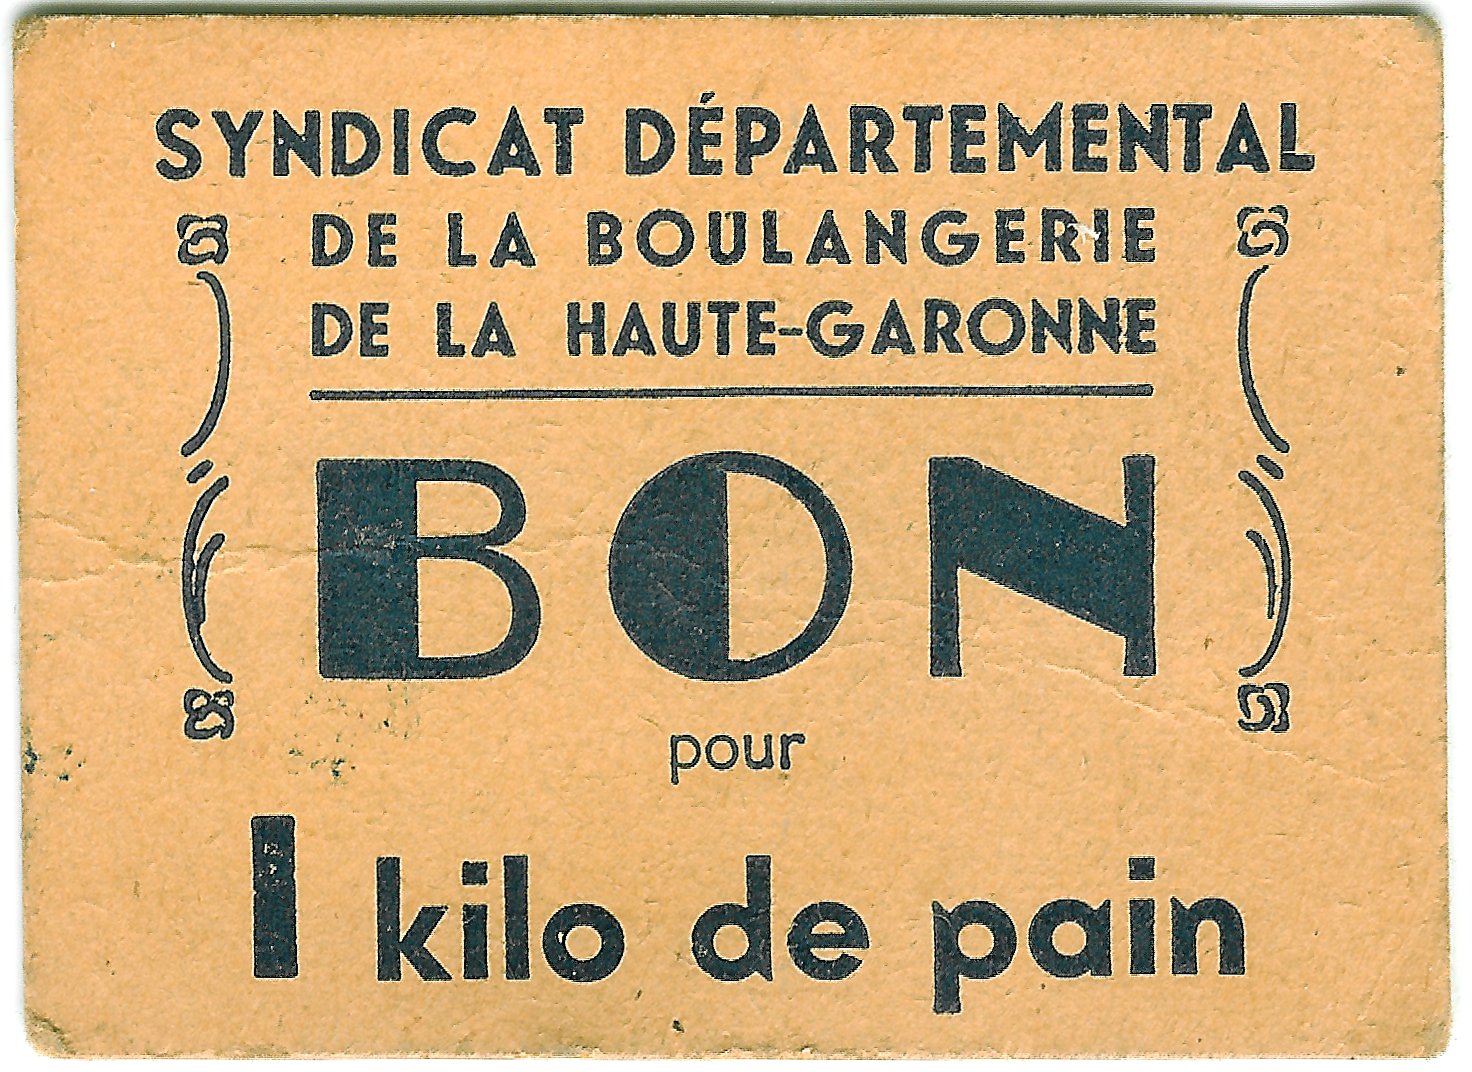 SYNDICAT DÉPARTEMENTAL
DE LA BOULANGERIE
DE LA HAUTE-GARONNE
BON
pour
1 kilo de pain